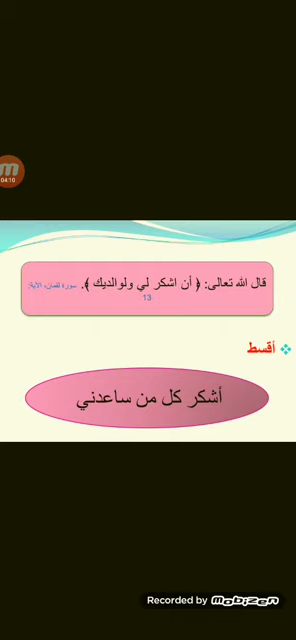 04:10
قال الله تعالى: ﴿ أن اشكر لي ولوالديك ﴾. سورة لقمان، الآية:
13
أقسط
أشكر كل من ساعدني
Recorded by mobizen